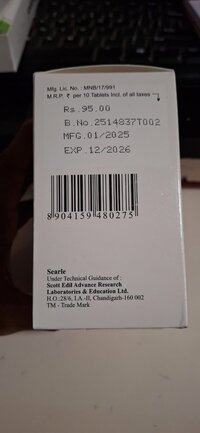 Mfg. Lic. No. : MNB/17/991
M.R.P. ₹ per 10 Tablets Incl. of all taxes
Rs.95.00
B.No.2514837T002
MFG.01/2025
EXP.12/2026
8904159480275
Searle
Under Technical Guidance of :
Scott Edil Advance Research
Laboratories & Education Ltd.
H.O.:28/6, I.A.-II, Chandigarh-160 002
TM - Trade Mark